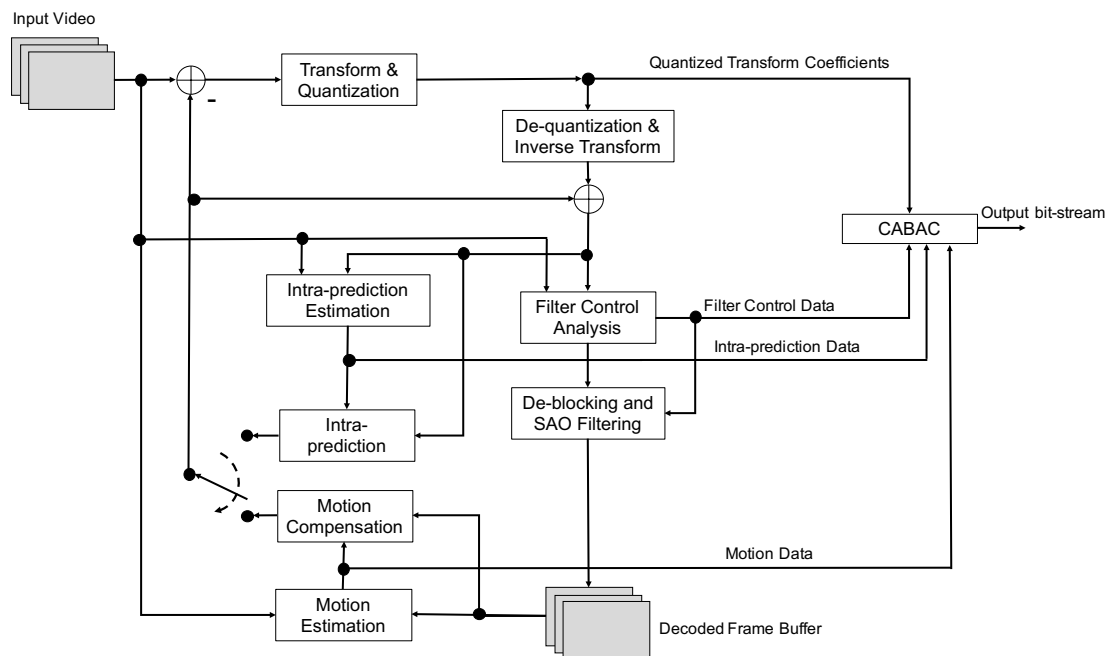 Input Video
Transform &
Quantization
Quantized Transform Coefficients
-
De-quantization &
Inverse Transform
CABAC
Output bit-stream
Intra-prediction
Estimation
Filter Control
Analysis
Filter Control Data
Intra-prediction Data
De-blocking and
SAO Filtering
Intra-
prediction
Motion
Compensation
Motion Data
Motion
Estimation
Decoded Frame Buffer